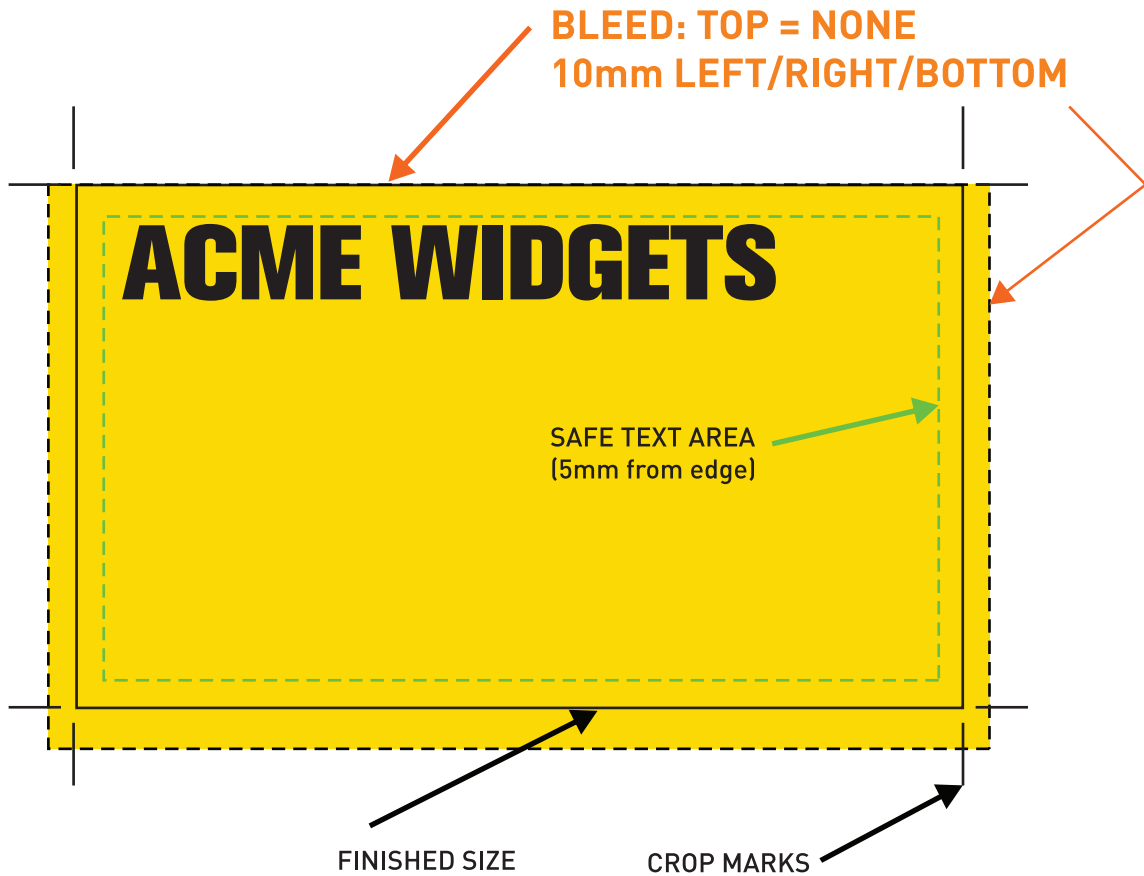 BLEED: TOP = NONE
10mm LEFT/RIGHT/BOTTOM
ACME WIDGETS
SAFE TEXT AREA
(5mm from edge)
FINISHED SIZE
CROP MARKS